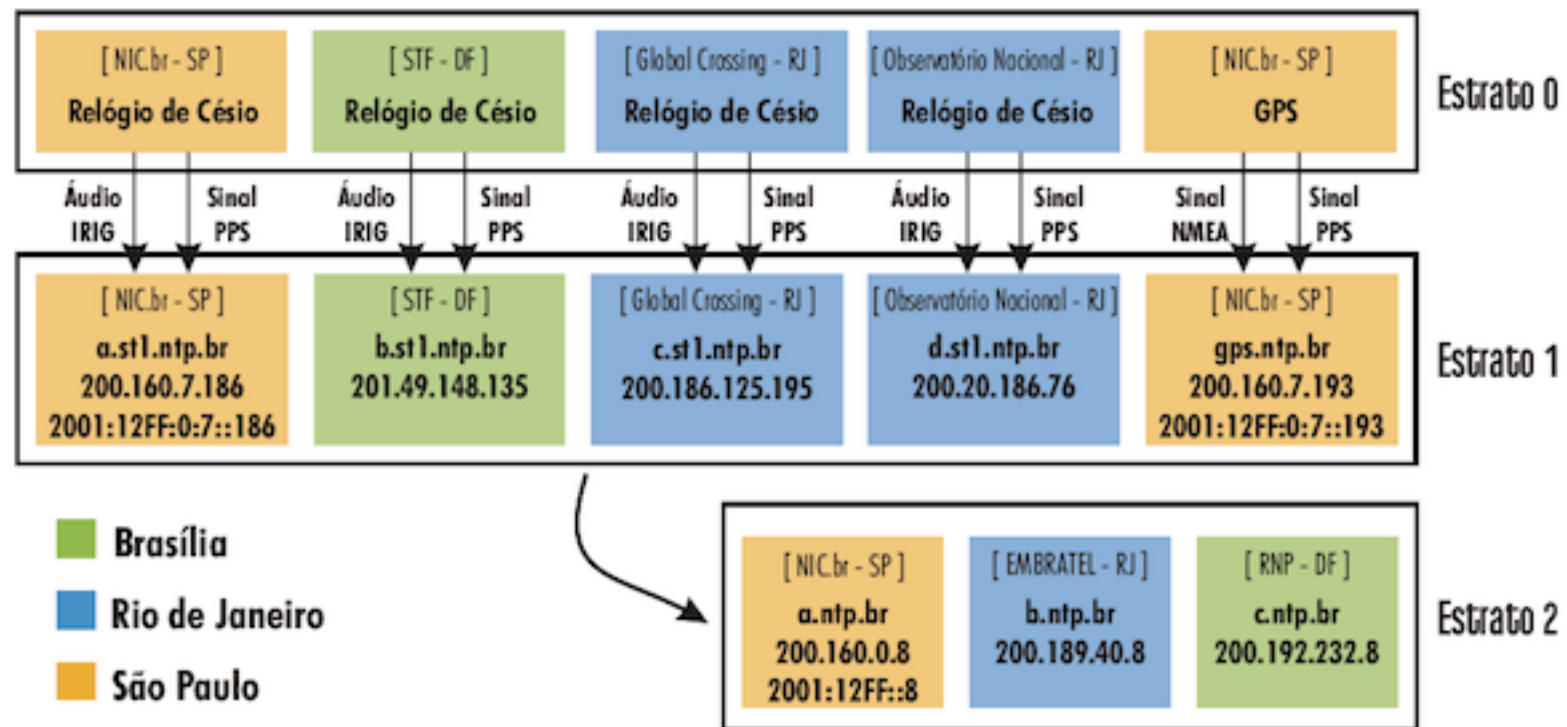 [ NIC.br - SP ]
Relógio de Césio
[ STF - DF ]
Relógio de Césio
[ Global Crossing - RJ ]
Relógio de Césio
[ Observatório Nacional - RJ ]
Relógio de Césio
[ NIC.br - SP ]
GPS
Estrato 0
Áudio
IRIG
Sinal
PPS
Áudio
IRIG
Sinal
PPS
Áudio
IRIG
Sinal
PPS
Áudio
IRIG
Sinal
PPS
Sinal
NMEA
Sinal
PPS
[ NIC.br - SP ]
a.st1.ntp.br
200.160.7.186
2001:12FF:0:7::186
[ STF - DF ]
b.st1.ntp.br
201.49.148.135
[ Global Crossing - RJ ]
c.st1.ntp.br
200.186.125.195
[ Observatório Nacional - RJ ]
d.st1.ntp.br
200.20.186.76
[ NIC.br - SP ]
gps.ntp.br
200.160.7.193
2001:12FF:0:7::193
Estrato 1
Brasília
Rio de Janeiro
São Paulo
[ NIC.br - SP ]
a.ntp.br
200.160.0.8
2001:12FF::8
[ EMBRATEL - RJ ]
b.ntp.br
200.189.40.8
[ RNP - DF ]
c.ntp.br
200.192.232.8
Estrato 2